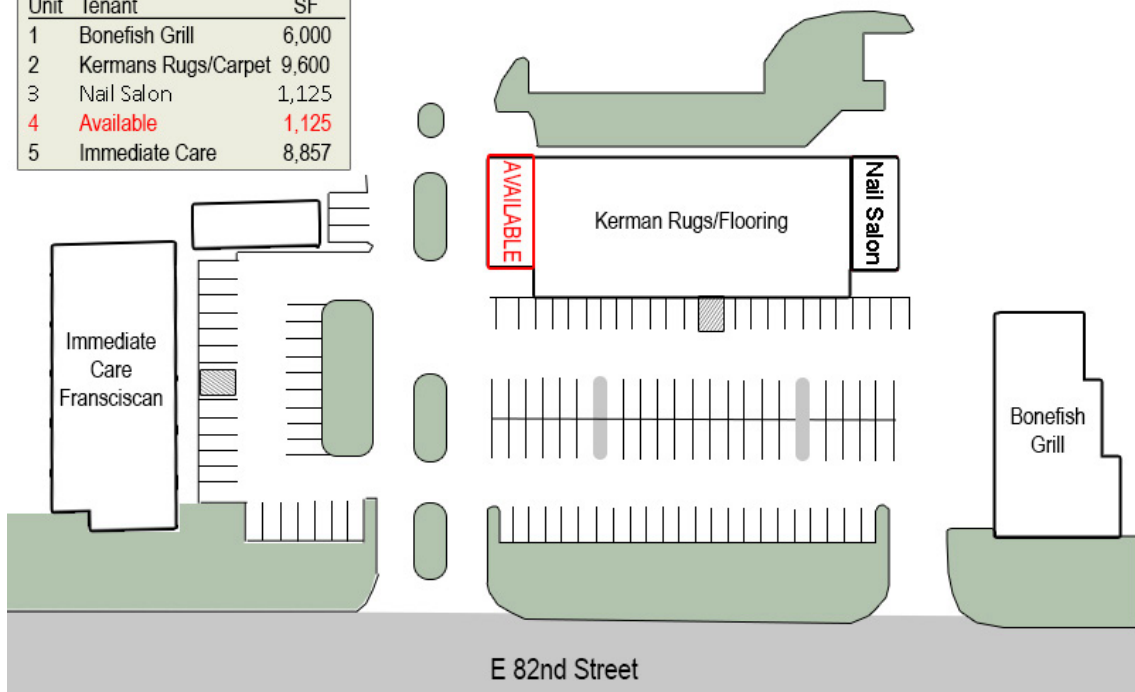 Unit Tenant SF
1 Bonefish Grill 6,000
2 Kermans Rugs/Carpet 9,600
3 Nail Salon 1,125
4 Available 1,125
5 Immediate Care 8,857
AVAILABLE
Kerman Rugs/Flooring
Nail Salon
Immediate
Care
Fransciscan
Bonefish
Grill
E 82nd Street